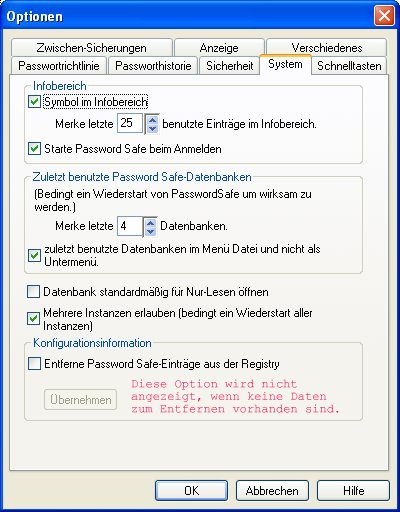 Optionen
Zwischen-Sicherungen Anzeige Verschiedenes
Passwortrichtlinie Passworthistorie Sicherheit System Schnelltasten
Infobereich
Symbol im Infobereich
Merke letzte 25 benutzte Einträge im Infobereich.
Starte Password Safe beim Anmelden
Zuletzt benutzte Password Safe-Datenbanken
(Bedingt ein Wiederstart von PasswordSafe um wirksam zu
werden.)
Merke letzte 4 Datenbanken.
zuletzt benutzte Datenbanken im Menü Datei und nicht als
Untermenü.
Datenbank standardmäßig für Nur-Lesen öffnen
Mehrere Instanzen erlauben (bedingt ein Wiederstart aller
Instanzen)
Konfigurationsinformation
Entferne Password Safe-Einträge aus der Registry
Übernehmen
Diese Option wird nicht
angezeigt, wenn keine Daten
zum Entfernen vorhanden sind.
OK Abbrechen Hilfe